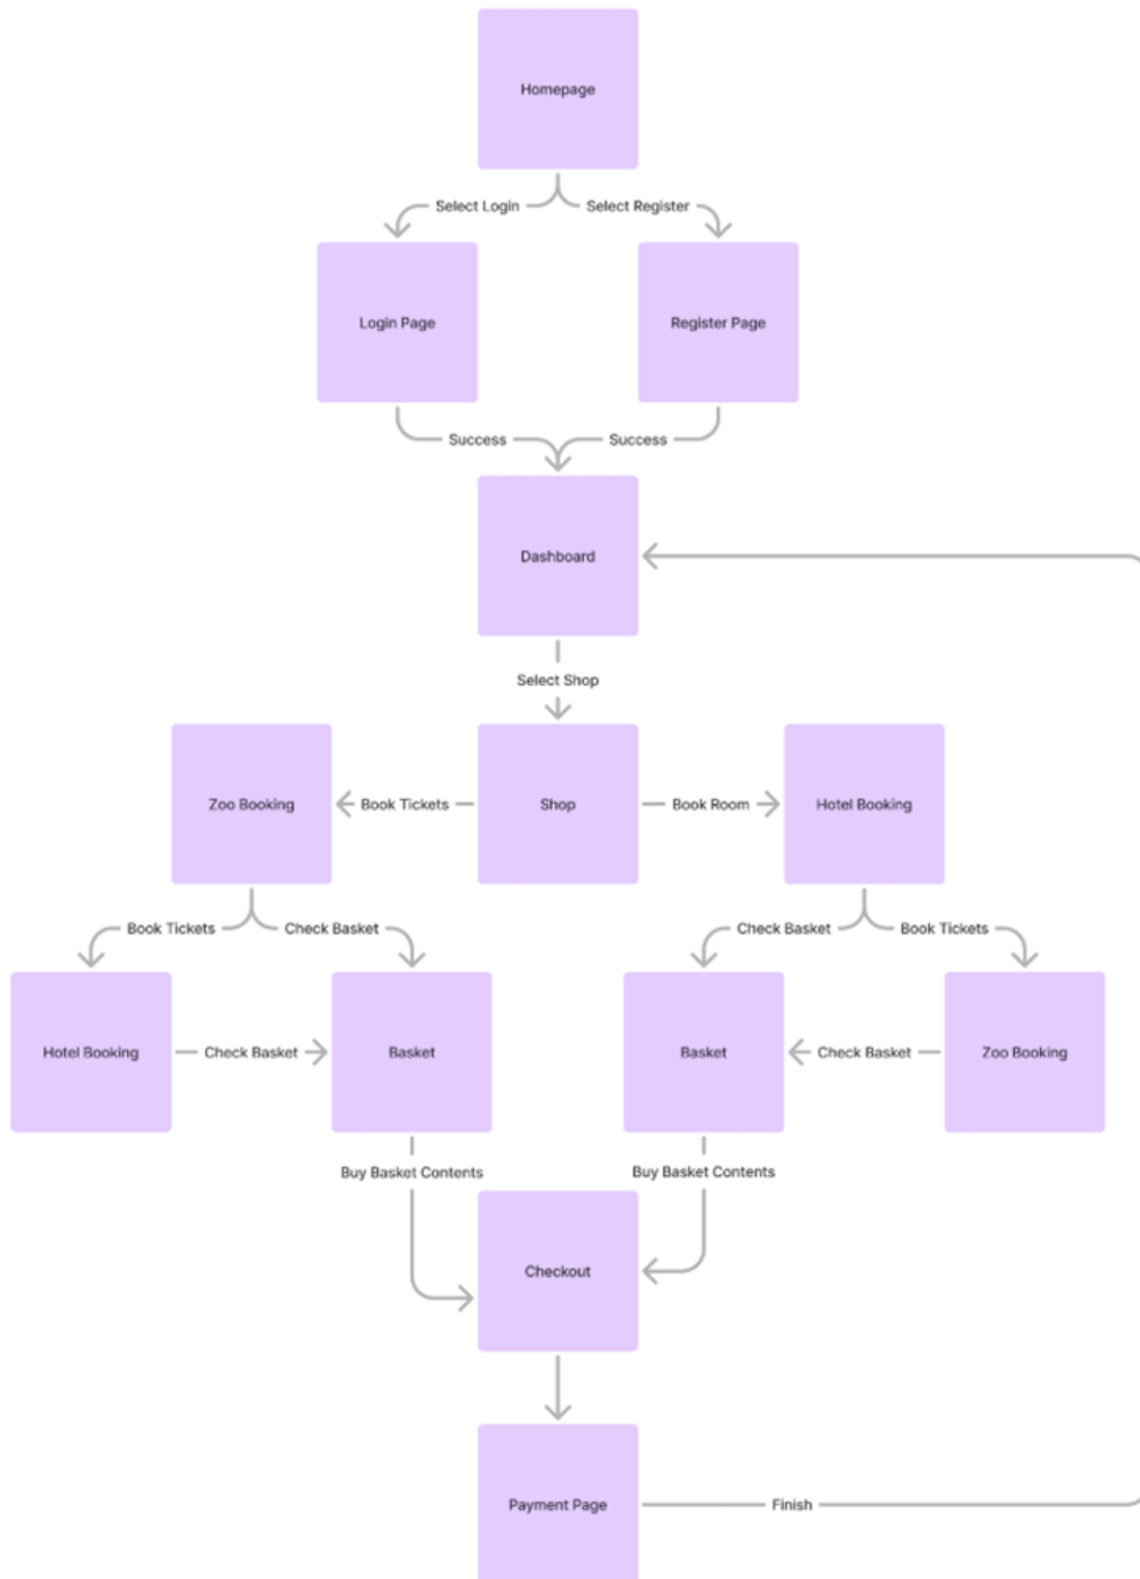 Homepage
Select Login
Select Register
Login Page
Register Page
Success
Success
Dashboard
Select Shop
Zoo Booking
Book Tickets
Shop
Book Room
Hotel Booking
Book Tickets
Check Basket
Check Basket
Book Tickets
Hotel Booking
Check Basket
Basket
Basket
Check Basket
Zoo Booking
Buy Basket Contents
Buy Basket Contents
Checkout
Payment Page
Finish